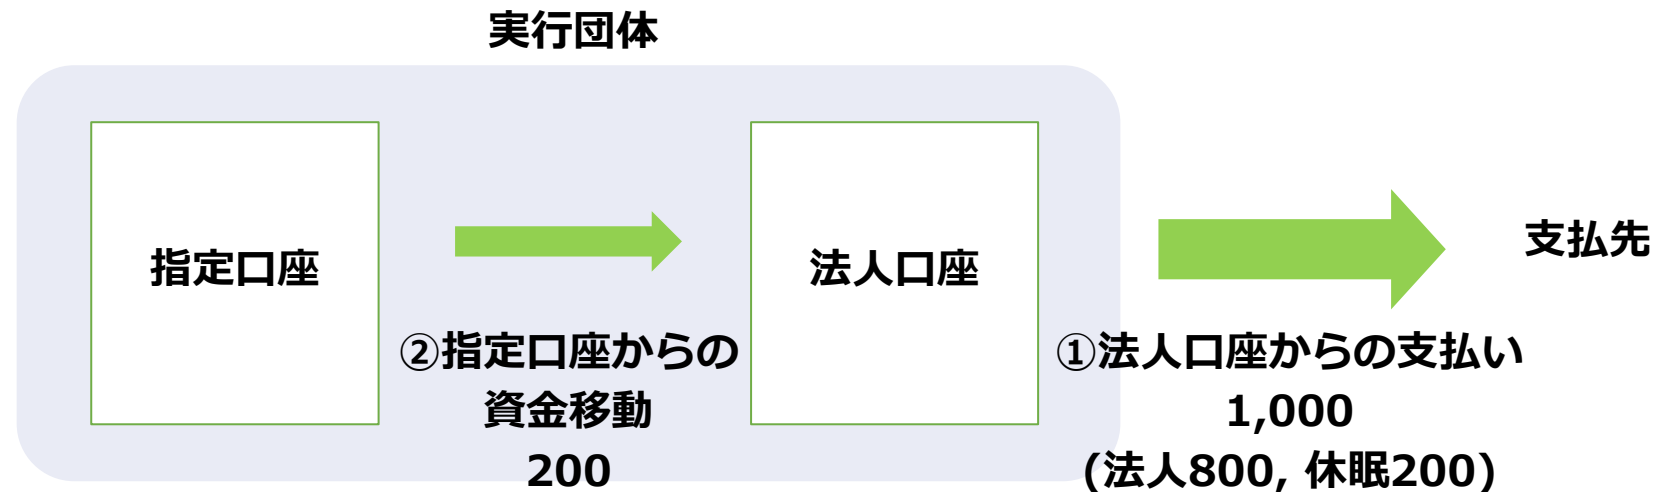 実行団体
指定口座
②指定口座からの
資金移動
200
法人口座
①法人口座からの支払い
1,000
(法人800, 休眠200)
支払先